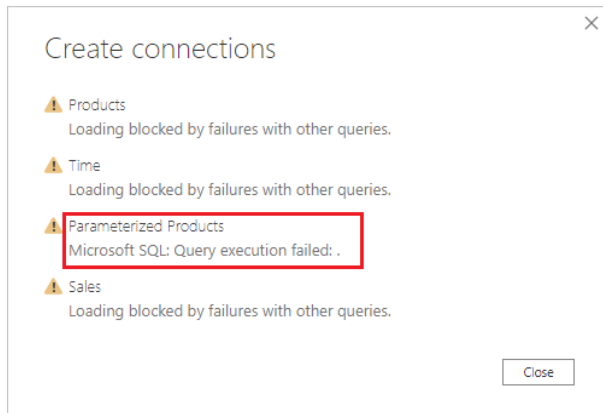 Create connections
Products
Loading blocked by failures with other queries.
Time
Loading blocked by failures with other queries.
Parameterized Products
Microsoft SQL: Query execution failed: .
Sales
Loading blocked by failures with other queries.
Close